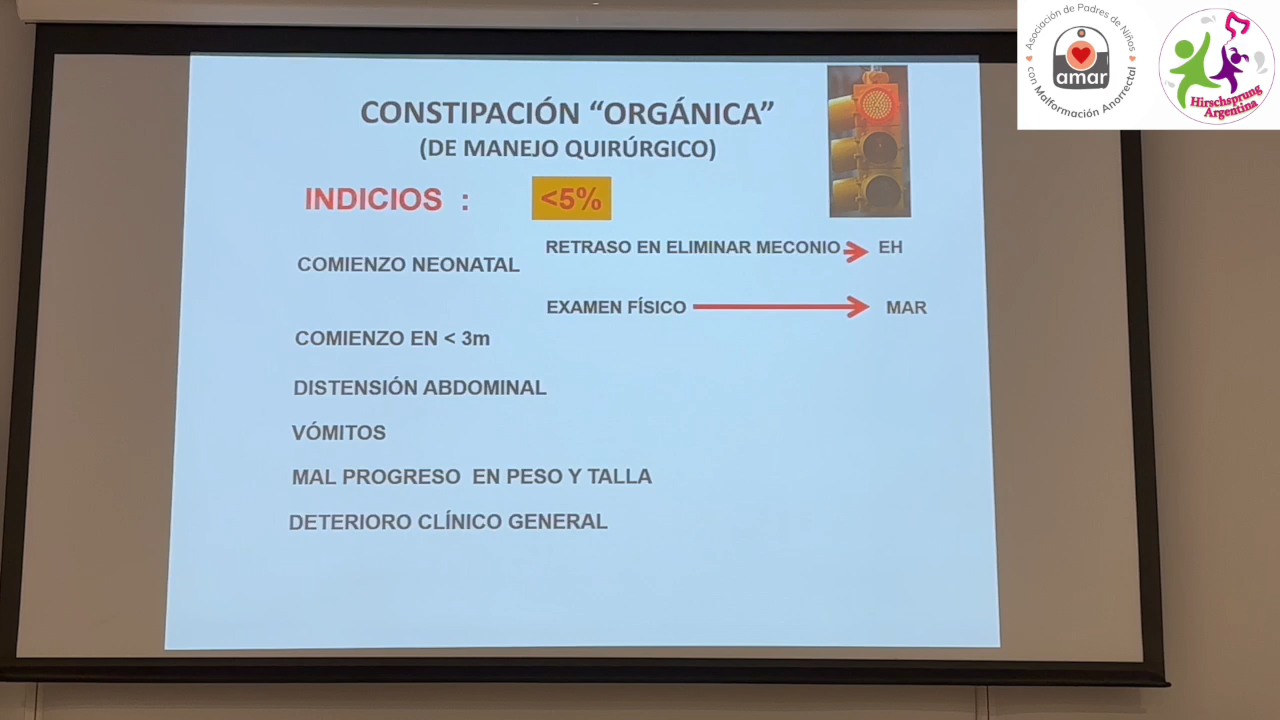 CONSTIPACIÓN “ORGÁNICA”
(DE MANEJO QUIRÚRGICO)
INDICIOS : <5%
RETRASO EN ELIMINAR MECONIO EH
COMIENZO NEONATAL
EXAMEN FÍSICO MAR
COMIENZO EN < 3m
DISTENSIÓN ABDOMINAL
VÓMITOS
MAL PROGRESO EN PESO Y TALLA
DETERIORO CLÍNICO GENERAL
Asociación de Padres de Niños
con Malformación Anorrectal
amar
Hirschsprung
Argentina